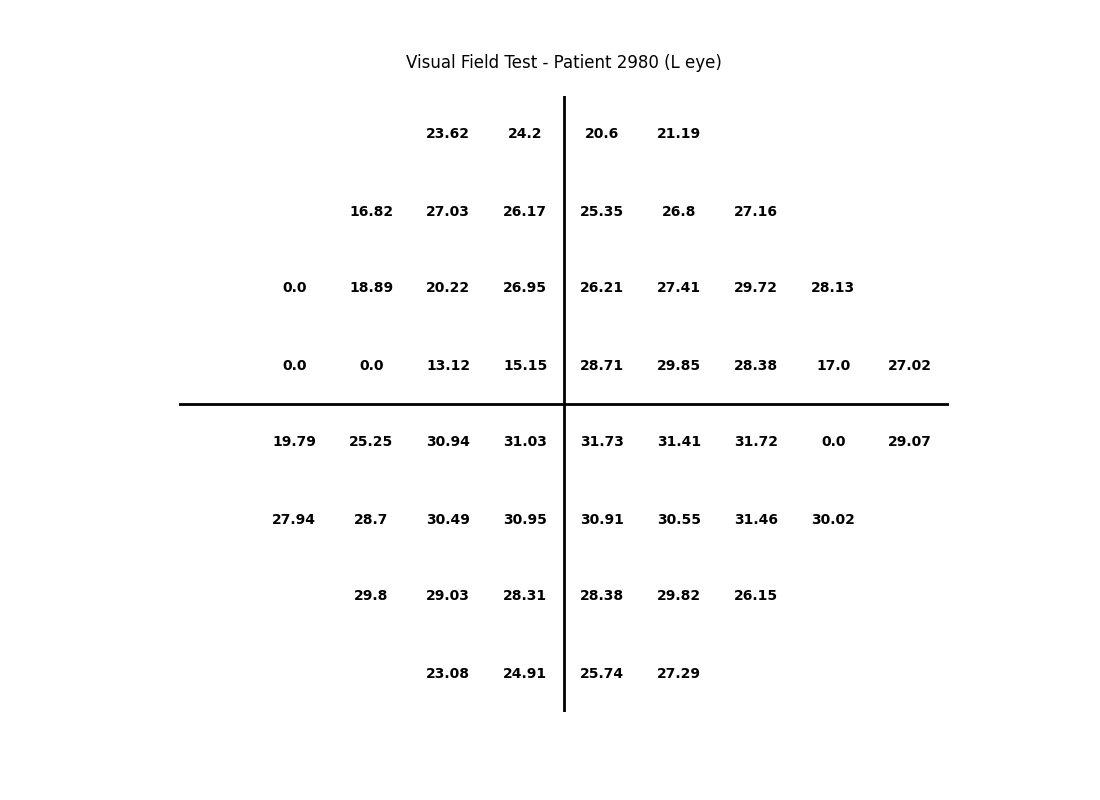 Visual Field Test - Patient 2980 (L eye)
23.62 24.2 20.6 21.19
16.82 27.03 26.17 25.35 26.8 27.16
0.0 18.89 20.22 26.95 26.21 27.41 29.72 28.13
0.0 0.0 13.12 15.15 28.71 29.85 28.38 17.0 27.02
19.79 25.25 30.94 31.03 31.73 31.41 31.72 0.0 29.07
27.94 28.7 30.49 30.95 30.91 30.55 31.46 30.02
29.8 29.03 28.31 28.38 29.82 26.15
23.08 24.91 25.74 27.29